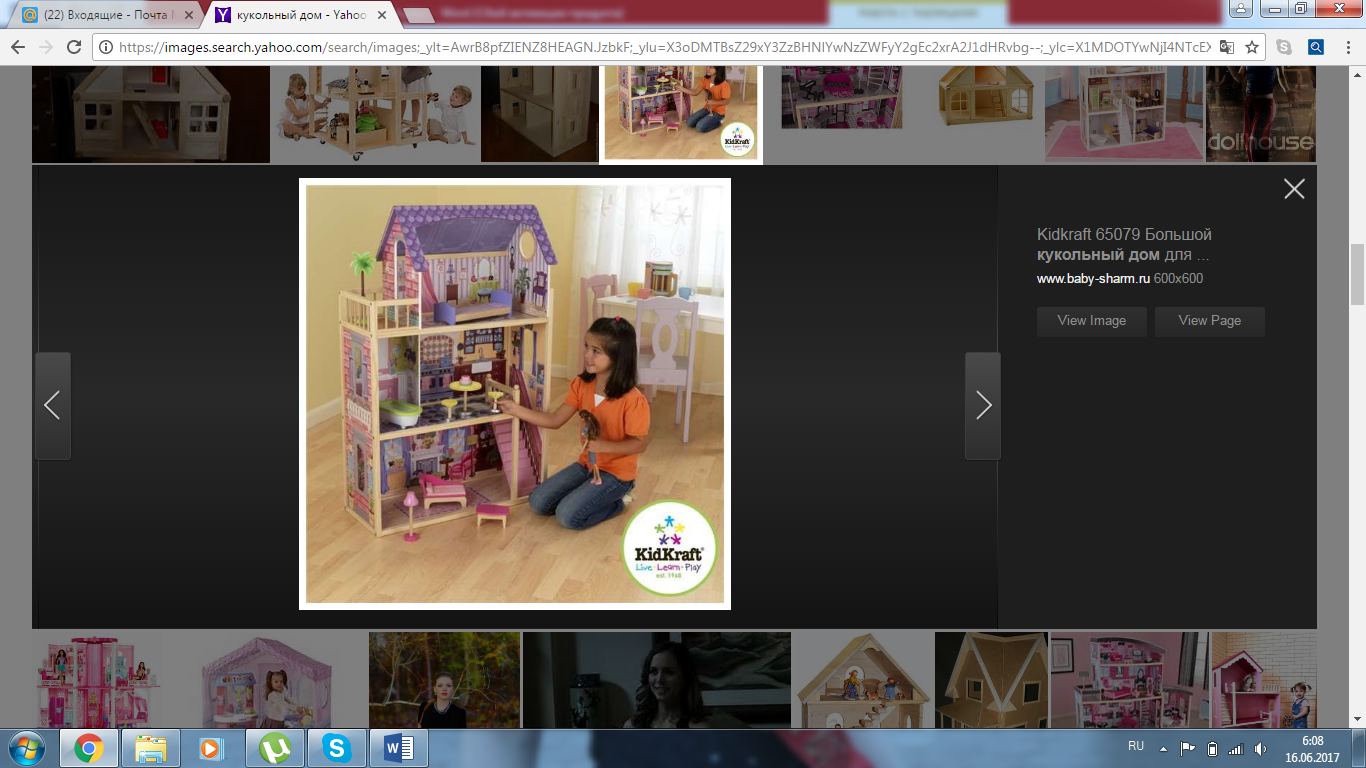 (22) Входящие - Почта
кукольный дом - Yahoo
https://images.search.yahoo.com/search/images;_ylt=AwrB8pfZIENZ8HEAGN.JzbkF;_ylu=X3oDMTBsZ29xY3ZzBHNlYwNzZWFyY2gEc2xrA2J1dHRvbg--;_ylc=X1MDOTYwNjI4NTcEX
KidKraft
dollhouse
Kidkraft 65079 Большой
кукольный дом для ...
www.baby-sharm.ru 600x600
View Image View Page
KidKraft
Live·Learn·Play
est. 1968
RU
6:08
16.06.2017